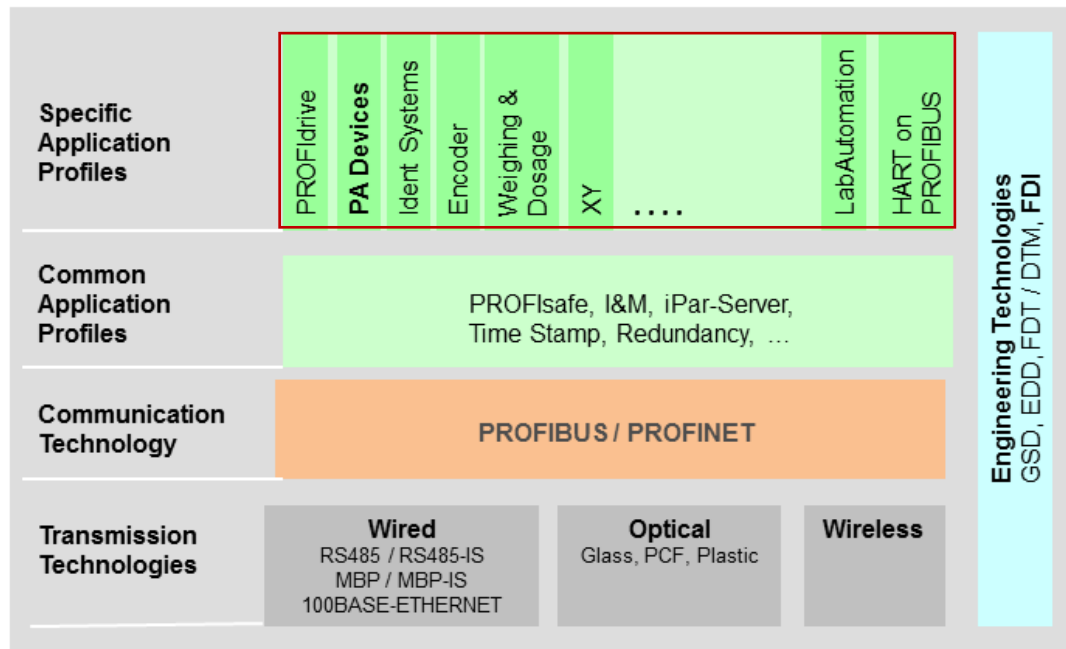 Specific
Application
Profiles
PROFIdrive
PA Devices
Ident Systems
Encoder
Weighing &
Dosage
XY
....
LabAutomation
HART on
PROFIBUS
Common
Application
Profiles
PROFIsafe, I&M, iPar-Server,
Time Stamp, Redundancy, ...
Communication
Technology
PROFIBUS / PROFINET
Transmission
Technologies
Wired
RS485 / RS485-IS
MBP / MBP-IS
100BASE-ETHERNET
Optical
Glass, PCF, Plastic
Wireless
Engineering Technologies
GSD, EDD, FDT / DTM, FDI